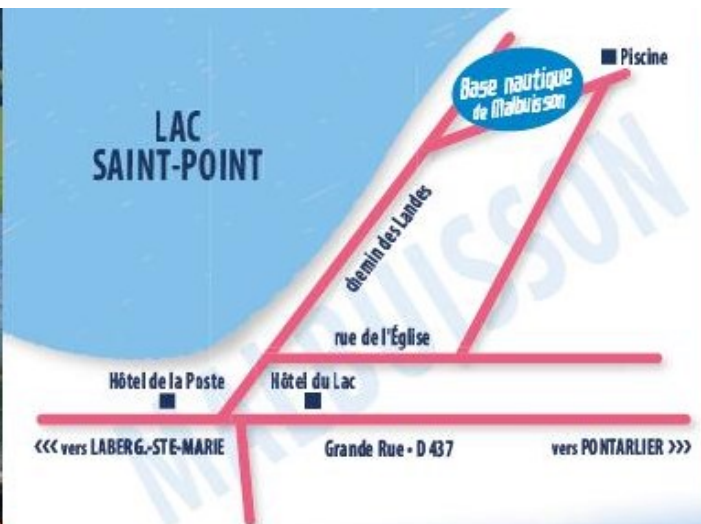 Piscine
Base nautique
de Malbuisson
LAC
SAINT-POINT
chemin des Landes
MALBUISSON
rue de l'Église
Hôtel de la Poste
Hôtel du Lac
<<< vers LABERG.-STE-MARIE
Grande Rue - D 437
vers PONTARLIER >>>